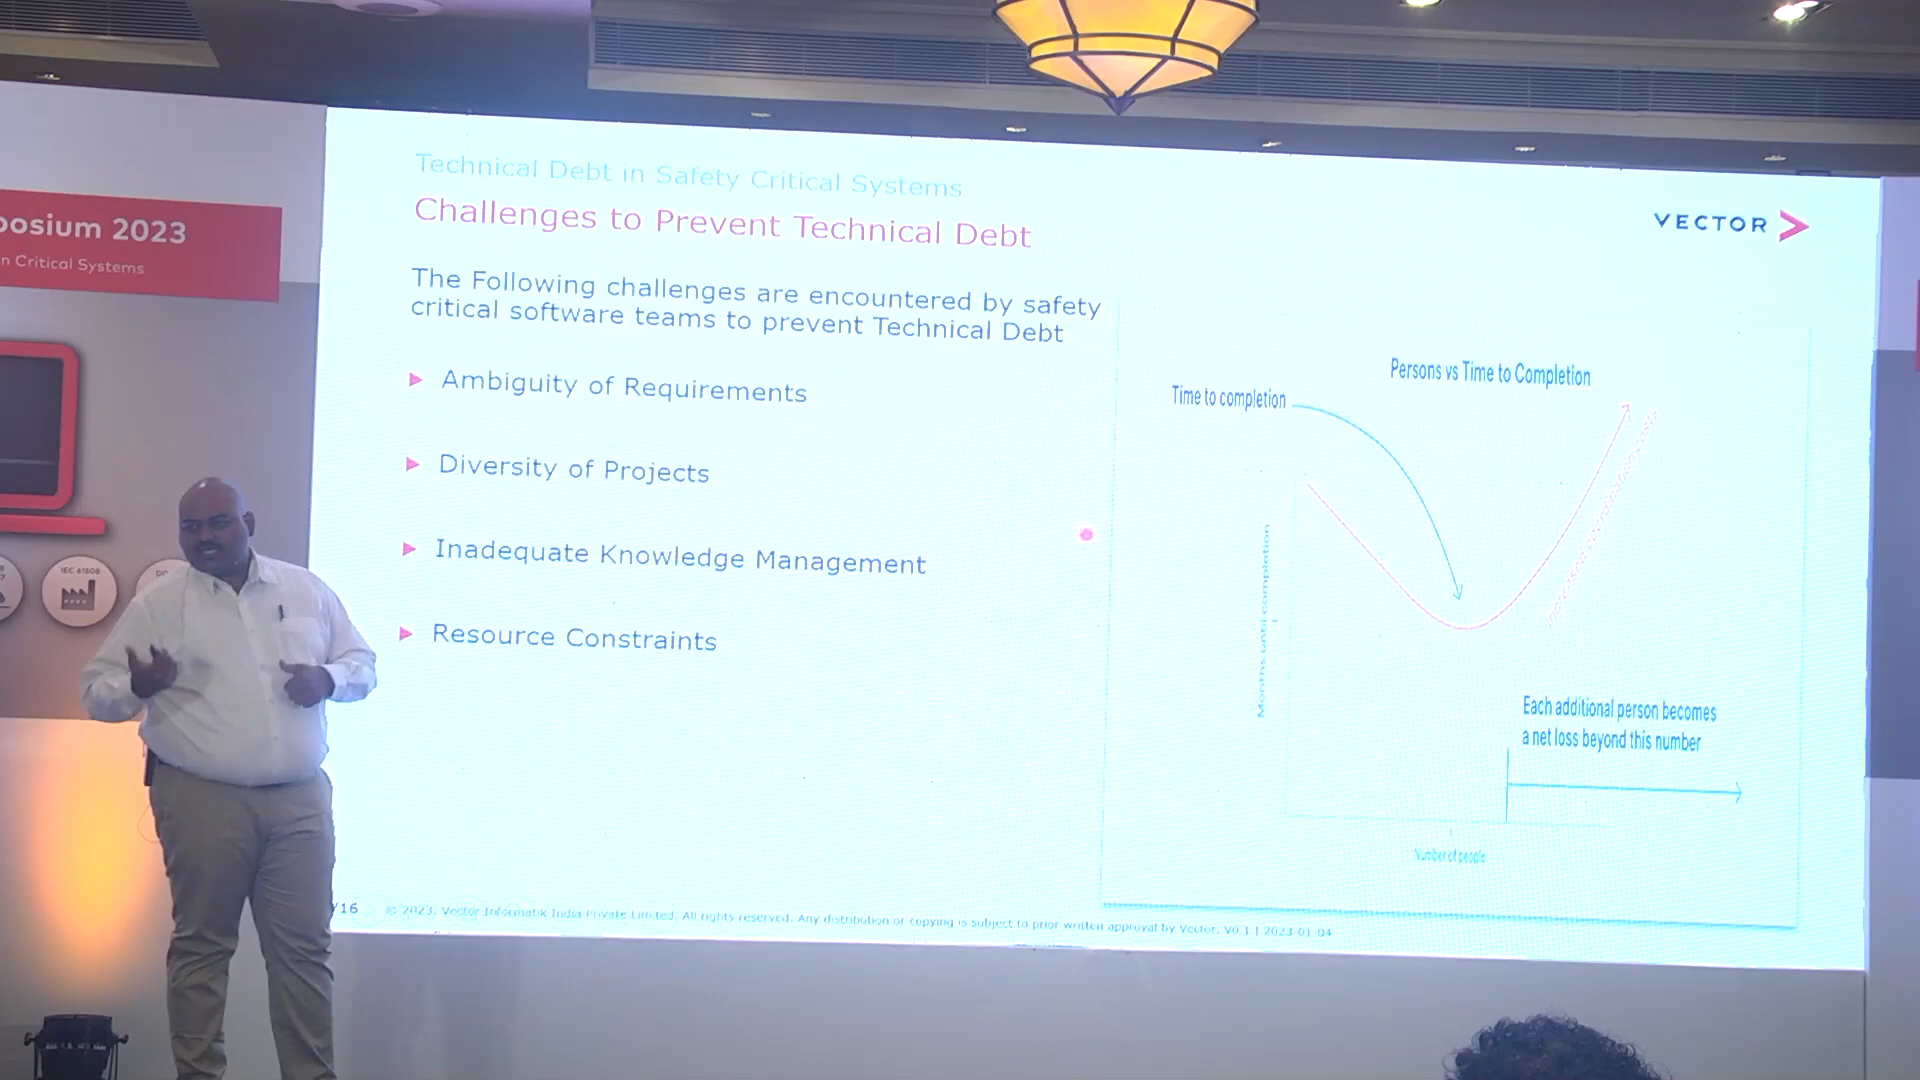 posium 2023
n Critical Systems
IEC 61508
Technical Debt in Safety Critical Systems
Challenges to Prevent Technical Debt
VECTOR
The Following challenges are encountered by safety
critical software teams to prevent Technical Debt
Ambiguity of Requirements
Diversity of Projects
Inadequate Knowledge Management
Resource Constraints
Persons vs Time to Completion
Time to completion
Months until completion
Each additional person becomes
a net loss beyond this number
Number of people
/16
© 2023. Vector Informatik India Private Limited. All rights reserved. Any distribution or copying is subject to prior written approval by Vector. V0.1 | 2023-01-04